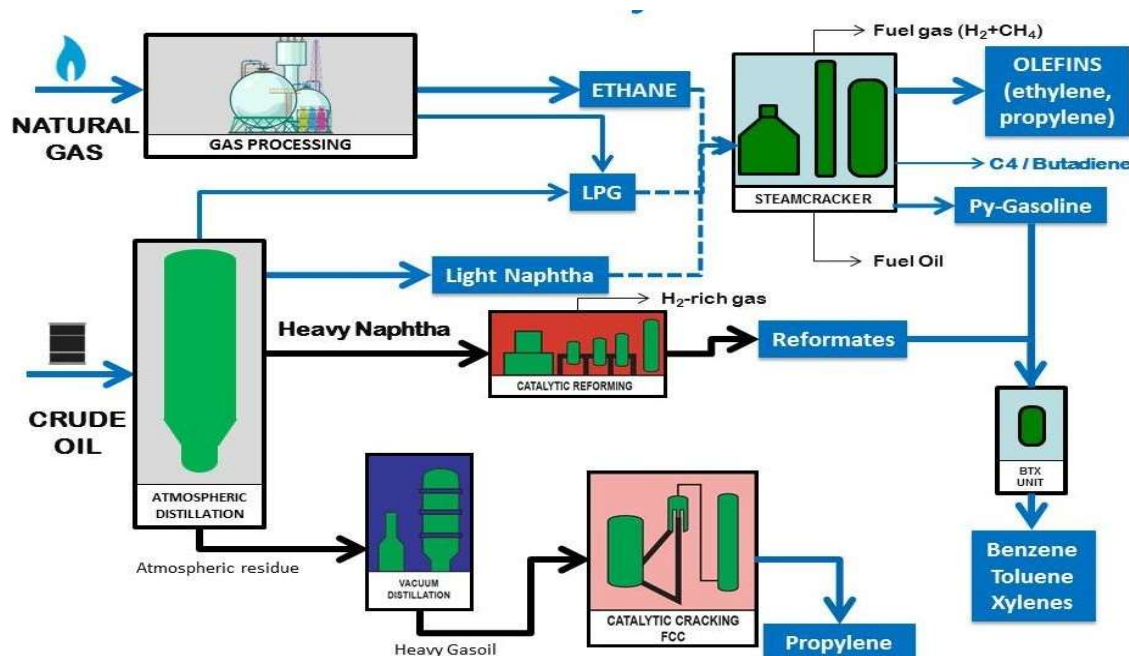 Fuel gas (H₂+CH₄)
NATURAL
GAS
GAS PROCESSING
ETHANE
OLEFINS
(ethylene,
propylene)
LPG
C4 / Butadiene
STEAMCRACKER
Py-Gasoline
Light Naphtha
Fuel Oil
H₂-rich gas
Heavy Naphtha
Reformates
CATALYTIC REFORMING
CRUDE
OIL
BTX
UNIT
ATMOSPHERIC
DISTILLATION
Atmospheric residue
VACUUM
DISTILLATION
Heavy Gasoil
CATALYTIC CRACKING
FCC
Propylene
Benzene
Toluene
Xylenes